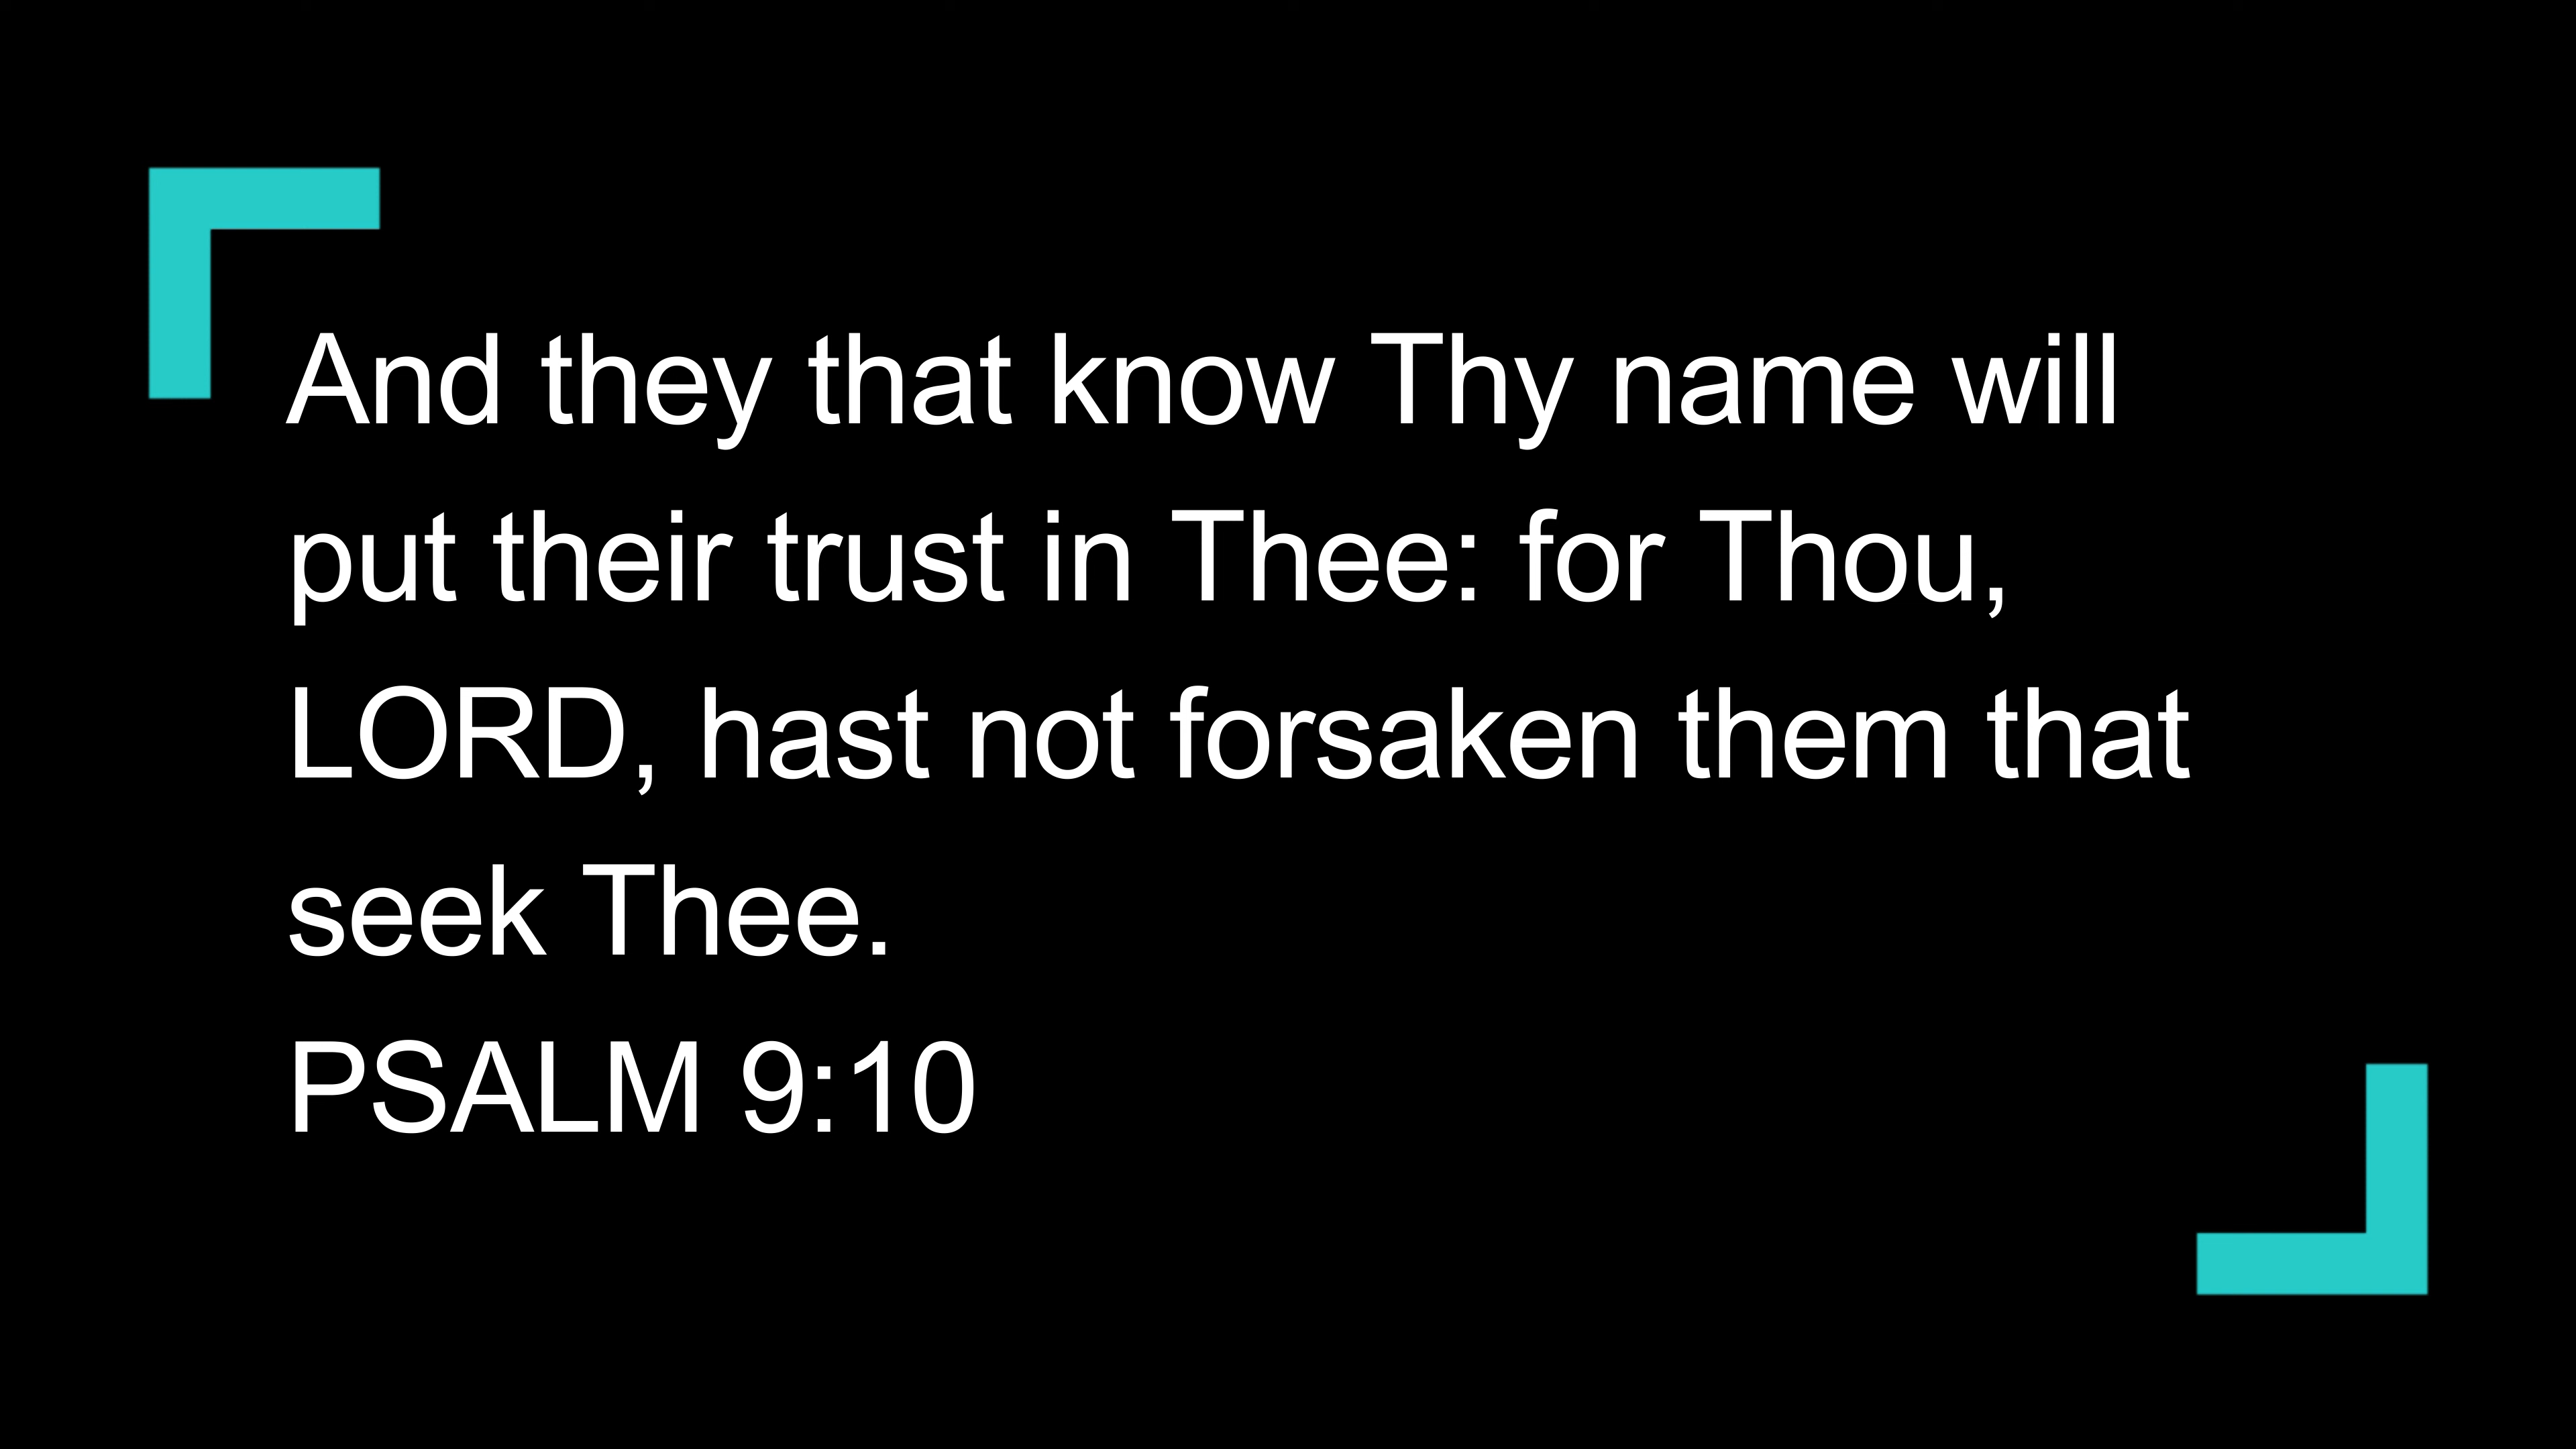 And they that know Thy name will
put their trust in Thee: for Thou,
LORD, hast not forsaken them that
seek Thee.
PSALM 9:10